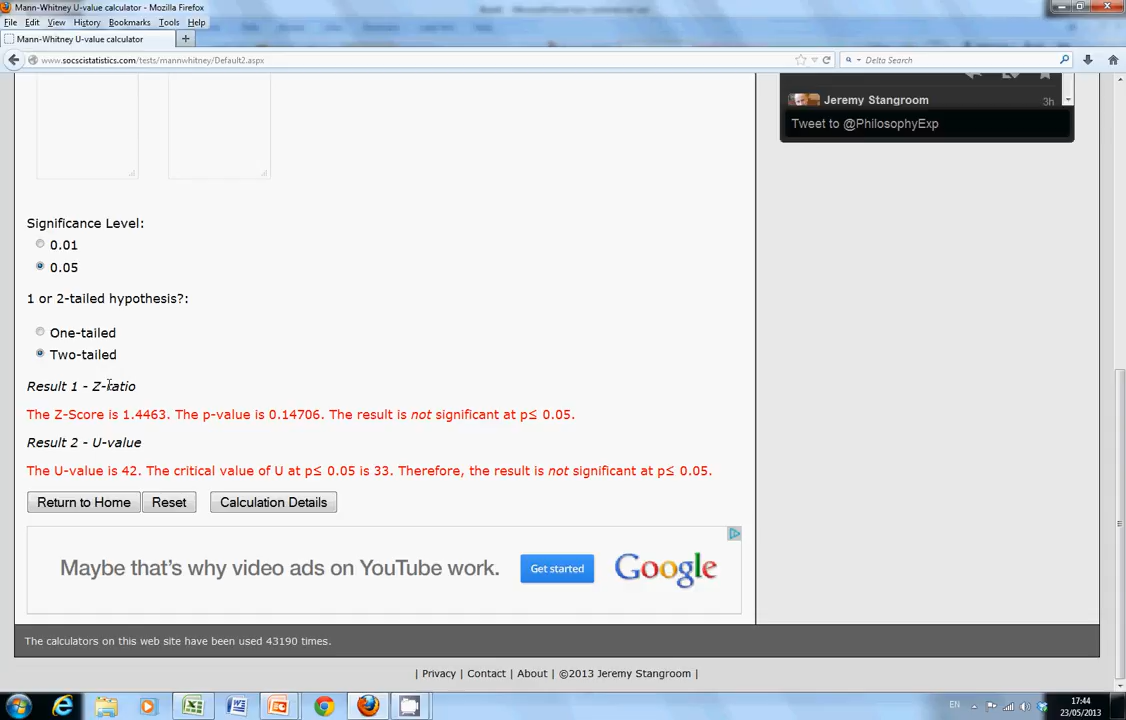 Mann-Whitney U-value calculator - Mozilla Firefox
File Edit View History Bookmarks Tools Help
Mann-Whitney U-value calculator
www.socscistatistics.com/tests/mannwhitney/Default2.aspx
Delta Search
Jeremy Stangroom 3h
Tweet to @PhilosophyExp
Significance Level:
0.01
0.05
1 or 2-tailed hypothesis?:
One-tailed
Two-tailed
Result 1 - Z-ratio
The Z-Score is 1.4463. The p-value is 0.14706. The result is not significant at p≤ 0.05.
Result 2 - U-value
The U-value is 42. The critical value of U at p≤ 0.05 is 33. Therefore, the result is not significant at p≤ 0.05.
Return to Home Reset Calculation Details
Maybe that's why video ads on YouTube work. Get started Google
The calculators on this web site have been used 43190 times.
| Privacy | Contact | About | ©2013 Jeremy Stangroom |
EN 17:44
23/05/2013